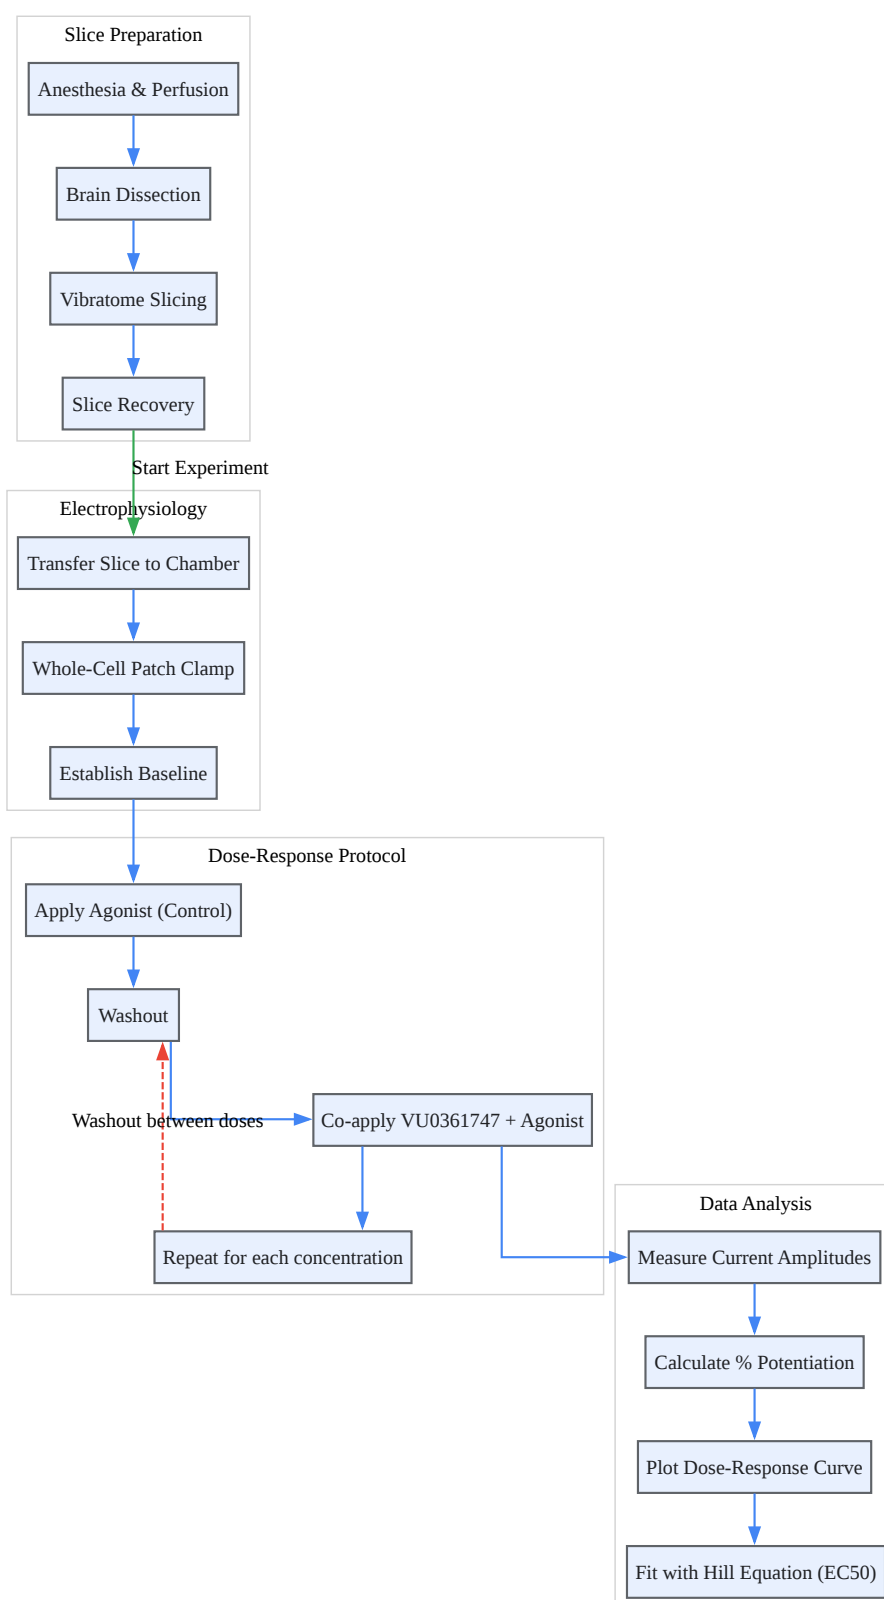 Slice Preparation
Anesthesia & Perfusion
Brain Dissection
Vibratome Slicing
Slice Recovery
Start Experiment
Electrophysiology
Transfer Slice to Chamber
Whole-Cell Patch Clamp
Establish Baseline
Dose-Response Protocol
Apply Agonist (Control)
Washout
Washout between doses
Co-apply VU0361747 + Agonist
Repeat for each concentration
Data Analysis
Measure Current Amplitudes
Calculate % Potentiation
Plot Dose-Response Curve
Fit with Hill Equation (EC50)